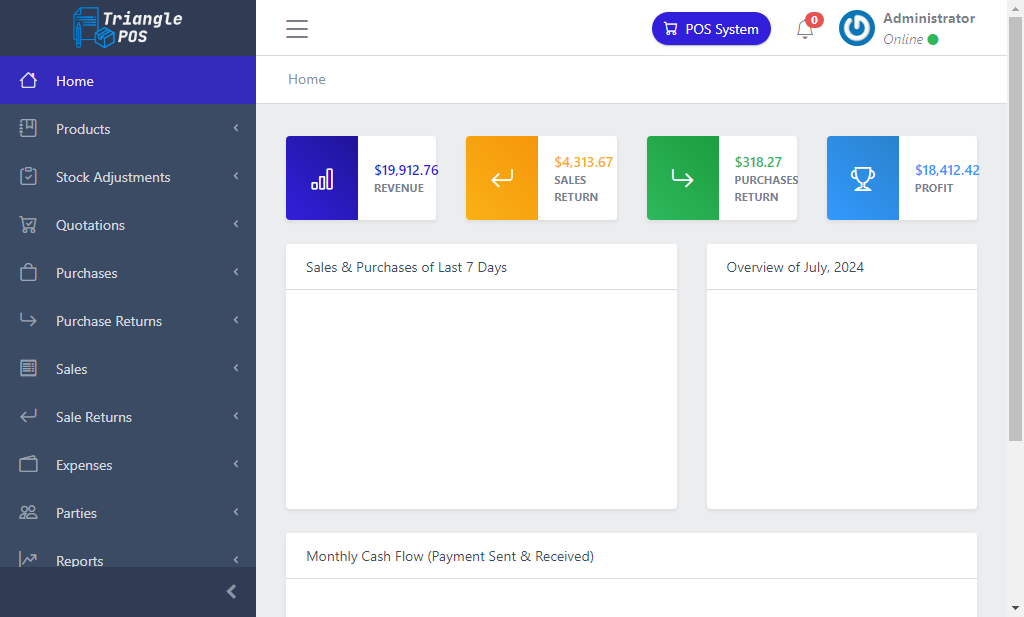 Triangle
POS
POS System
0
Administrator
Online
Home
Home
Products
Stock Adjustments
Quotations
Purchases
Purchase Returns
Sales
Sale Returns
Expenses
Parties
Reports
$19,912.76
REVENUE
$4,313.67
SALES
RETURN
$318.27
PURCHASES
RETURN
$18,412.42
PROFIT
Sales & Purchases of Last 7 Days
Overview of July, 2024
Monthly Cash Flow (Payment Sent & Received)